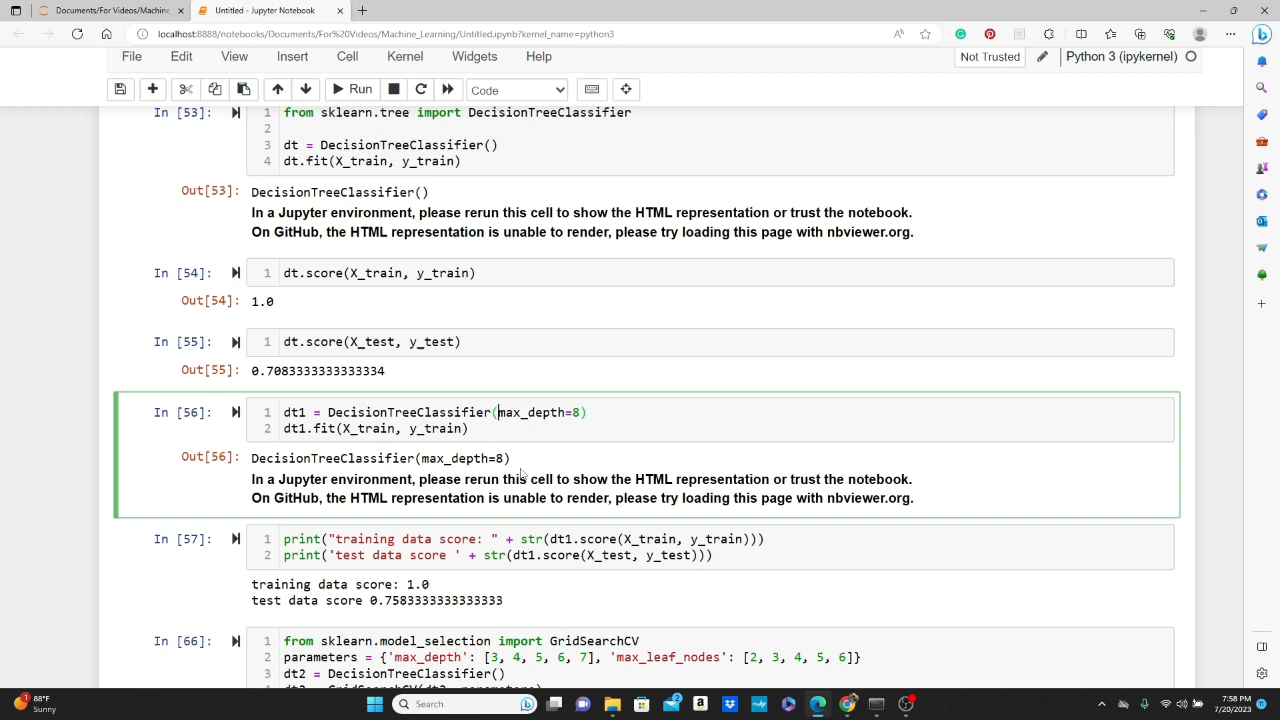 Documents/For Videos/Machine_
Untitled - Jupyter Notebook
localhost:8888/notebooks/Documents/For%20Videos/Machine_Learning/Untitled.ipynb?kernel_name=python3
File Edit View Insert Cell Kernel Widgets Help
Not Trusted
Python 3 (ipykernel)
Run
Code
In [53]:
1 from sklearn.tree import DecisionTreeClassifier
2
3 dt = DecisionTreeClassifier()
4 dt.fit(X_train, y_train)
Out[53]: DecisionTreeClassifier()
In a Jupyter environment, please rerun this cell to show the HTML representation or trust the notebook.
On GitHub, the HTML representation is unable to render, please try loading this page with nbviewer.org.
In [54]:
1 dt.score(X_train, y_train)
Out[54]: 1.0
In [55]:
1 dt.score(X_test, y_test)
Out[55]: 0.7083333333333334
In [56]:
1 dt1 = DecisionTreeClassifier(max_depth=8)
2 dt1.fit(X_train, y_train)
Out[56]: DecisionTreeClassifier(max_depth=8)
In a Jupyter environment, please rerun this cell to show the HTML representation or trust the notebook.
On GitHub, the HTML representation is unable to render, please try loading this page with nbviewer.org.
In [57]:
1 print("training data score: " + str(dt1.score(X_train, y_train)))
2 print('test data score ' + str(dt1.score(X_test, y_test)))
training data score: 1.0
test data score 0.7583333333333333
In [66]:
1 from sklearn.model_selection import GridSearchCV
2 parameters = {'max_depth': [3, 4, 5, 6, 7], 'max_leaf_nodes': [2, 3, 4, 5, 6]}
3 dt2 = DecisionTreeClassifier()
88°F
Sunny
Search
7:58 PM
7/20/2023